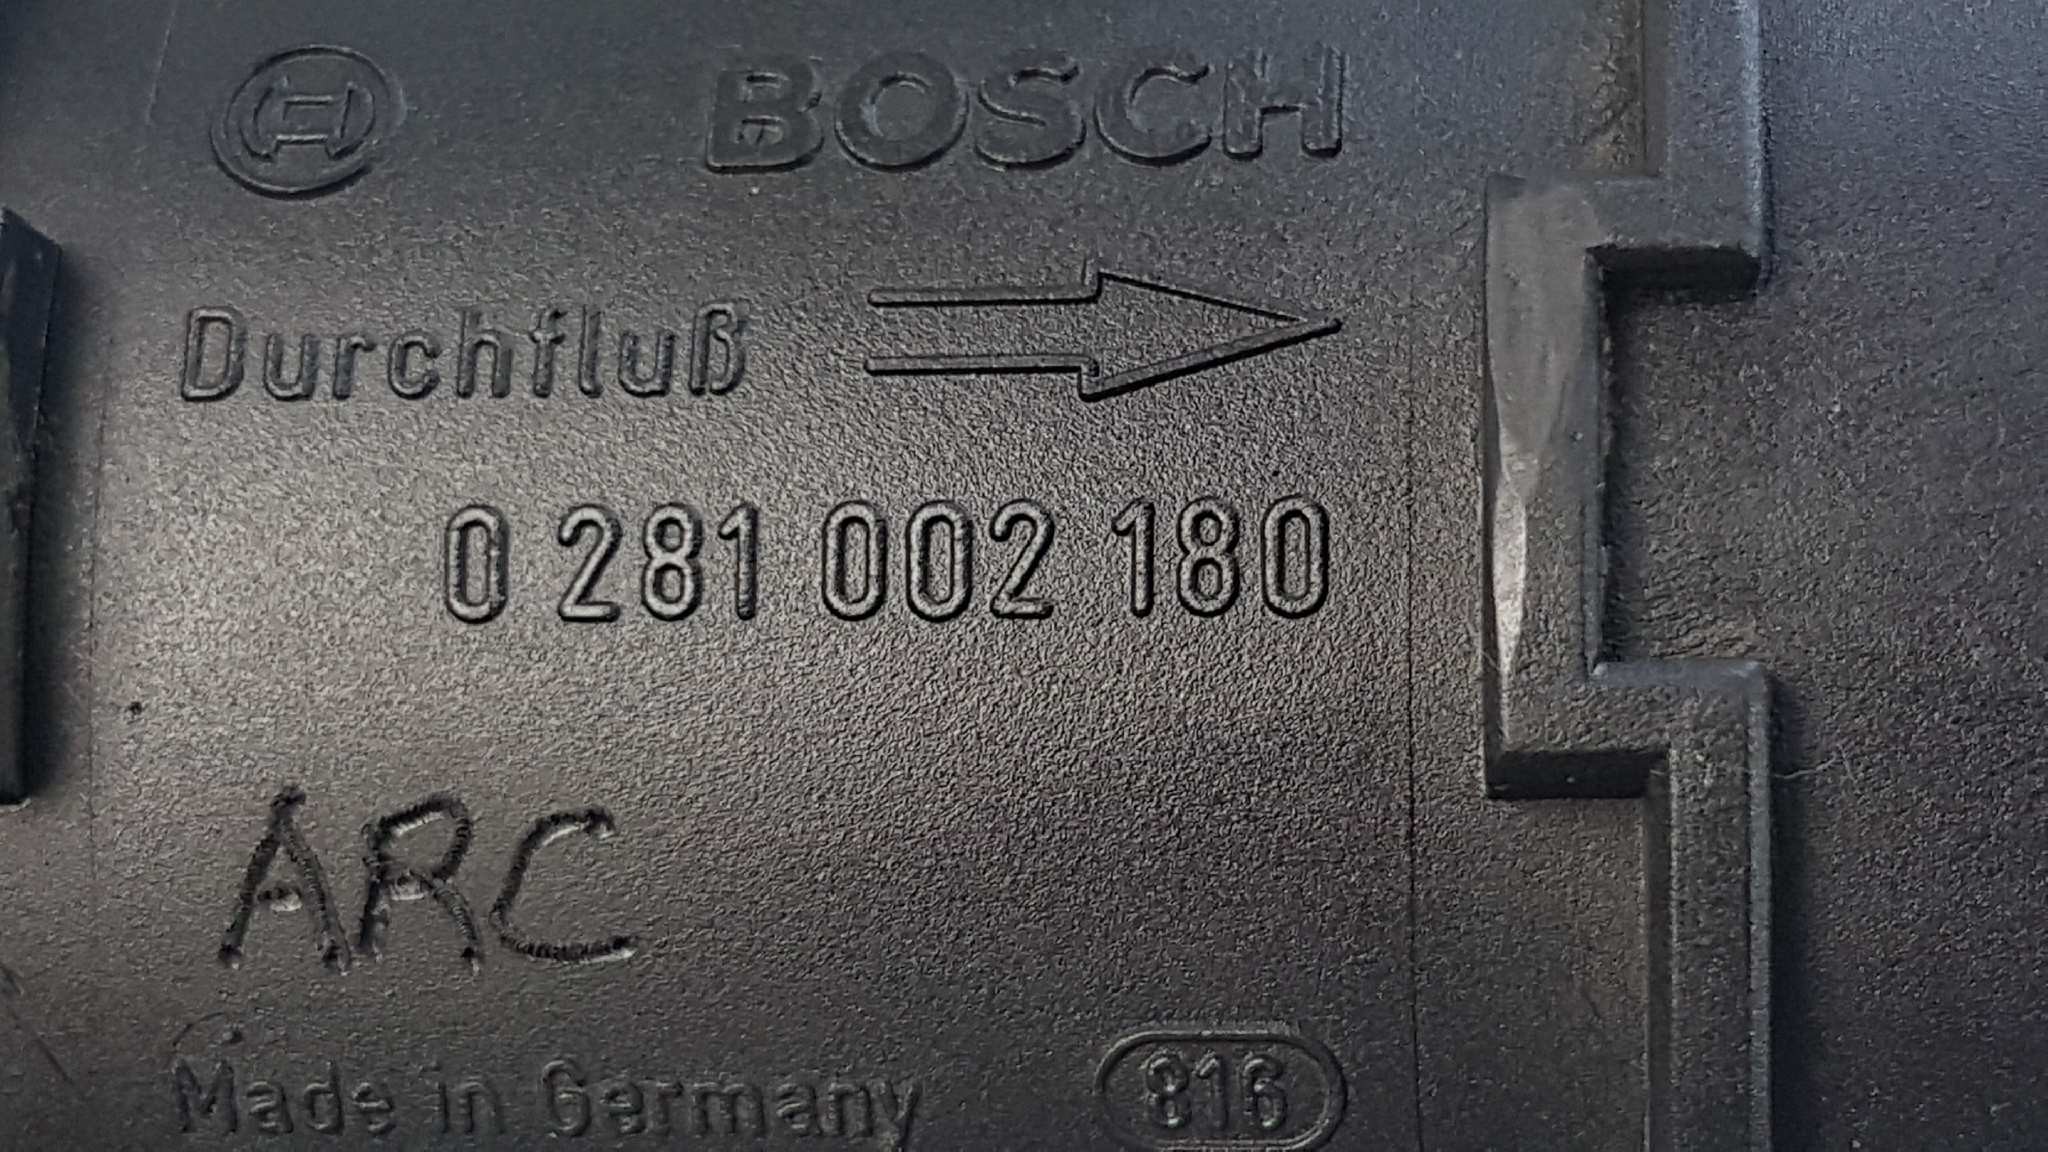 BOSCH
Durchfluß
0 281 002 180
ARC
Made in Germany 816